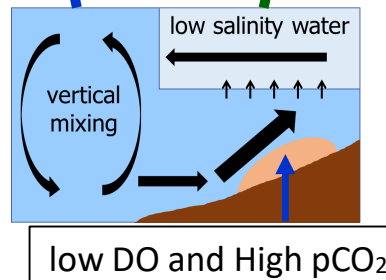 low salinity water
vertical
mixing
low DO and High pCO₂